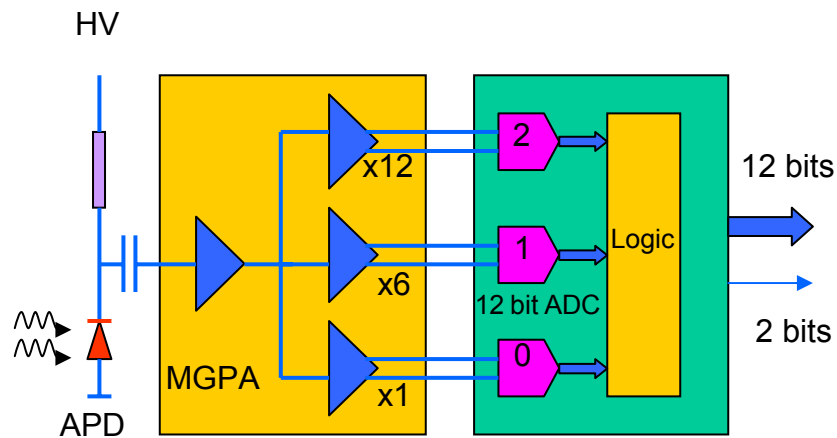 HV
x12
2
12 bits
x6
1
Logic
12 bit ADC
2 bits
MGPA
x1
0
APD